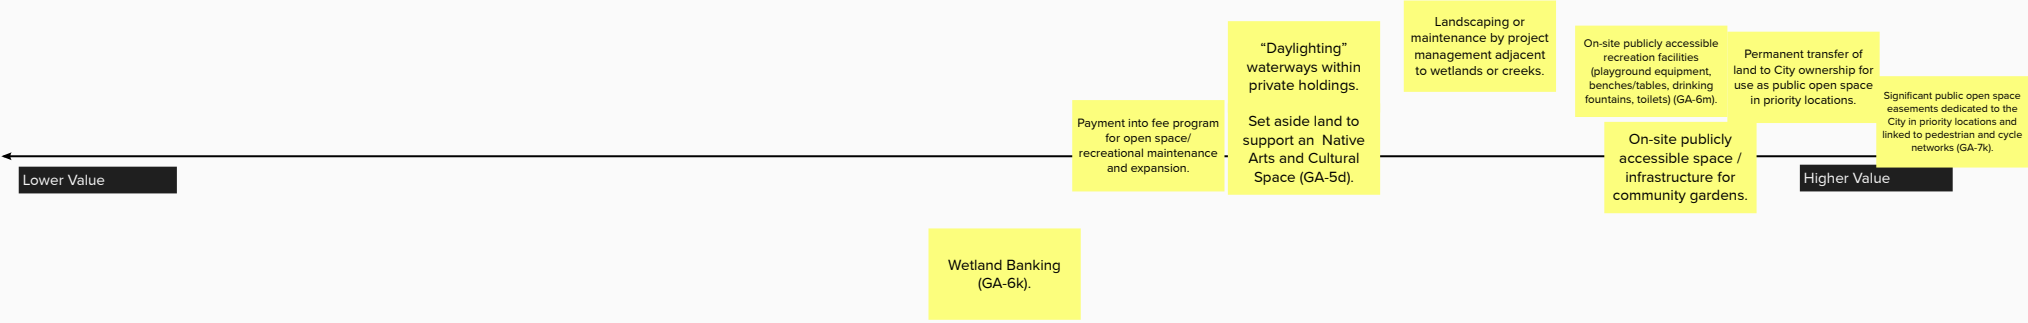 Lower Value
Wetland Banking
(GA-6k).
Payment into fee program
for open space/
recreational maintenance
and expansion.
“Daylighting”
waterways within
private holdings.
Set aside land to
support an  Native
Arts and Cultural
Space (GA-5d).
Landscaping or
maintenance by project
management adjacent
to wetlands or creeks.
On-site publicly accessible
recreation facilities
(playground equipment,
benches/tables, drinking
fountains, toilets) (GA-6m).
On-site publicly
accessible space /
infrastructure for
community gardens.
Permanent transfer of
land to City ownership for
use as public open space
in priority locations.
Significant public open space
easements dedicated to the
City in priority locations and
linked to pedestrian and cycle
networks (GA-7k).
Higher Value